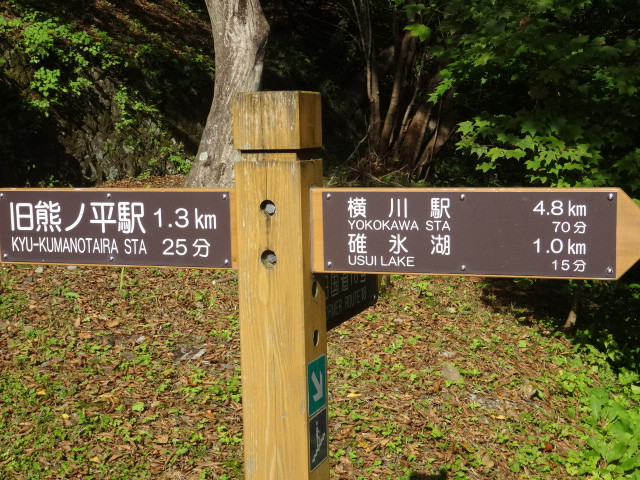 旧熊ノ平駅 1.3km
KYU-KUMANOTAIRA STA 25分
横川駅 4.8km
YOKOKAWA STA 70分
碓氷湖 1.0km
USUI LAKE 15分
ROUTE